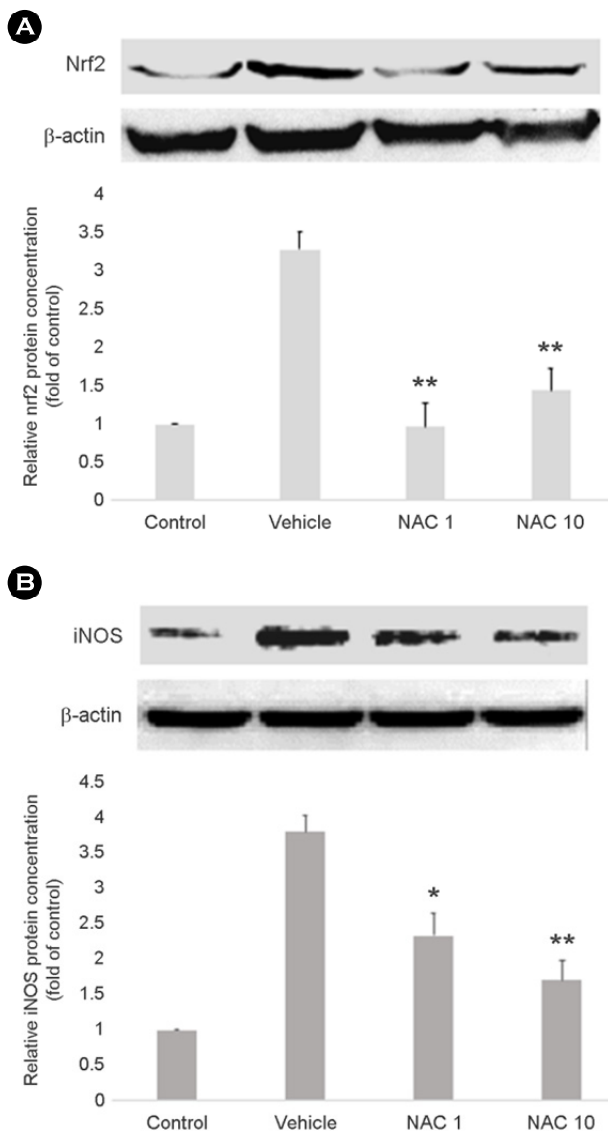 A
Nrf2
β-actin
Relative nrf2 protein concentration
(fold of control)
4
3.5
3
2.5
2
1.5
1
0.5
0
**
**
Control Vehicle NAC 1 NAC 10
B
iNOS
β-actin
Relative iNOS protein concentration
(fold of control)
4.5
4
3.5
3
2.5
2
1.5
1
0.5
0
*
**
Control Vehicle NAC 1 NAC 10